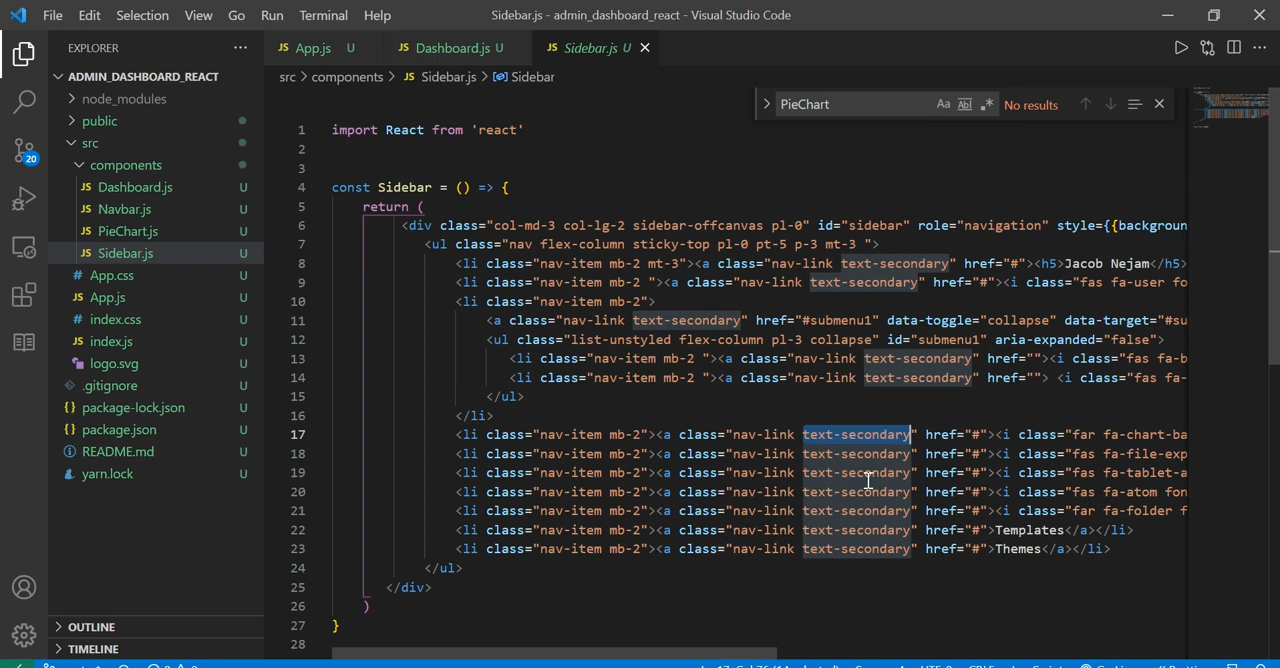 File Edit Selection View Go Run Terminal Help Sidebar.js - admin_dashboard_react - Visual Studio Code
EXPLORER
JS App.js U JS Dashboard.js U JS Sidebar.js U
src > components > JS Sidebar.js > Sidebar
PieChart Aa Abl No results
ADMIN_DASHBOARD_REACT
node_modules
public
src
components
JS Dashboard.js U
JS Navbar.js U
JS PieChart.js U
JS Sidebar.js U
# App.css U
JS App.js U
# index.css U
JS index.js U
logo.svg U
.gitignore U
{} package-lock.json U
{} package.json U
README.md U
yarn.lock U
20
OUTLINE
TIMELINE
1 import React from 'react'
2
3
4 const Sidebar = () => {
5 return (
6 <div class="col-md-3 col-lg-2 sidebar-offcanvas pl-0" id="sidebar" role="navigation" style={{backgroun
7 <ul class="nav flex-column sticky-top pl-0 pt-5 p-3 mt-3 ">
8 <li class="nav-item mb-2 mt-3"><a class="nav-link text-secondary" href="#"><h5>Jacob Nejam</h5>
9 <li class="nav-item mb-2 "><a class="nav-link text-secondary" href="#"><i class="fas fa-user fo
10 <li class="nav-item mb-2">
11 <a class="nav-link text-secondary" href="#submenu1" data-toggle="collapse" data-target="#su
12 <ul class="list-unstyled flex-column pl-3 collapse" id="submenu1" aria-expanded="false">
13 <li class="nav-item mb-2 "><a class="nav-link text-secondary" href=""><i class="fas fa-b
14 <li class="nav-item mb-2 "><a class="nav-link text-secondary" href=""> <i class="fas fa-
15 </ul>
16 </li>
17 <li class="nav-item mb-2"><a class="nav-link text-secondary" href="#"><i class="far fa-chart-ba
18 <li class="nav-item mb-2"><a class="nav-link text-secondary" href="#"><i class="fas fa-file-exp
19 <li class="nav-item mb-2"><a class="nav-link text-secondary" href="#"><i class="fas fa-tablet-a
20 <li class="nav-item mb-2"><a class="nav-link text-secondary" href="#"><i class="fas fa-atom fon
21 <li class="nav-item mb-2"><a class="nav-link text-secondary" href="#"><i class="far fa-folder f
22 <li class="nav-item mb-2"><a class="nav-link text-secondary" href="#">Templates</a></li>
23 <li class="nav-item mb-2"><a class="nav-link text-secondary" href="#">Themes</a></li>
24 </ul>
25 </div>
26 )
27 }
28